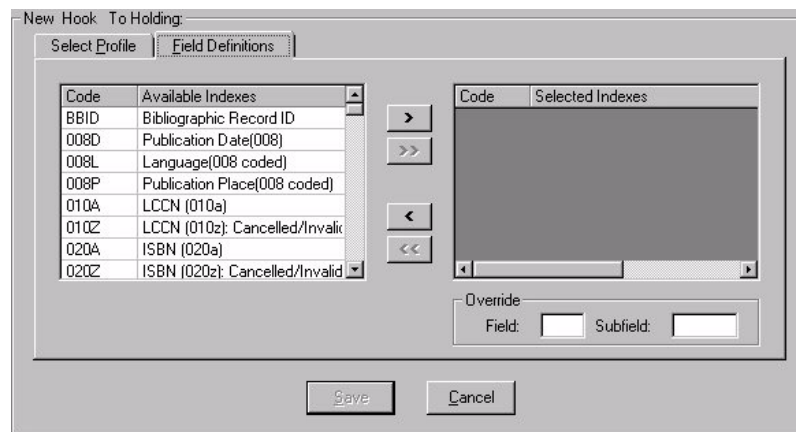 New Hook To Holding:
Select Profile
Field Definitions
Code Available Indexes
BBID Bibliographic Record ID
008D Publication Date(008)
008L Language(008 coded)
008P Publication Place(008 coded)
010A LCCN (010a)
010Z LCCN (010z): Cancelled/Invalic
020A ISBN (020a)
020Z ISBN (020z): Cancelled/Invalid
>
>>
<
<<
Code Selected Indexes
Override
Field: Subfield:
Save Cancel